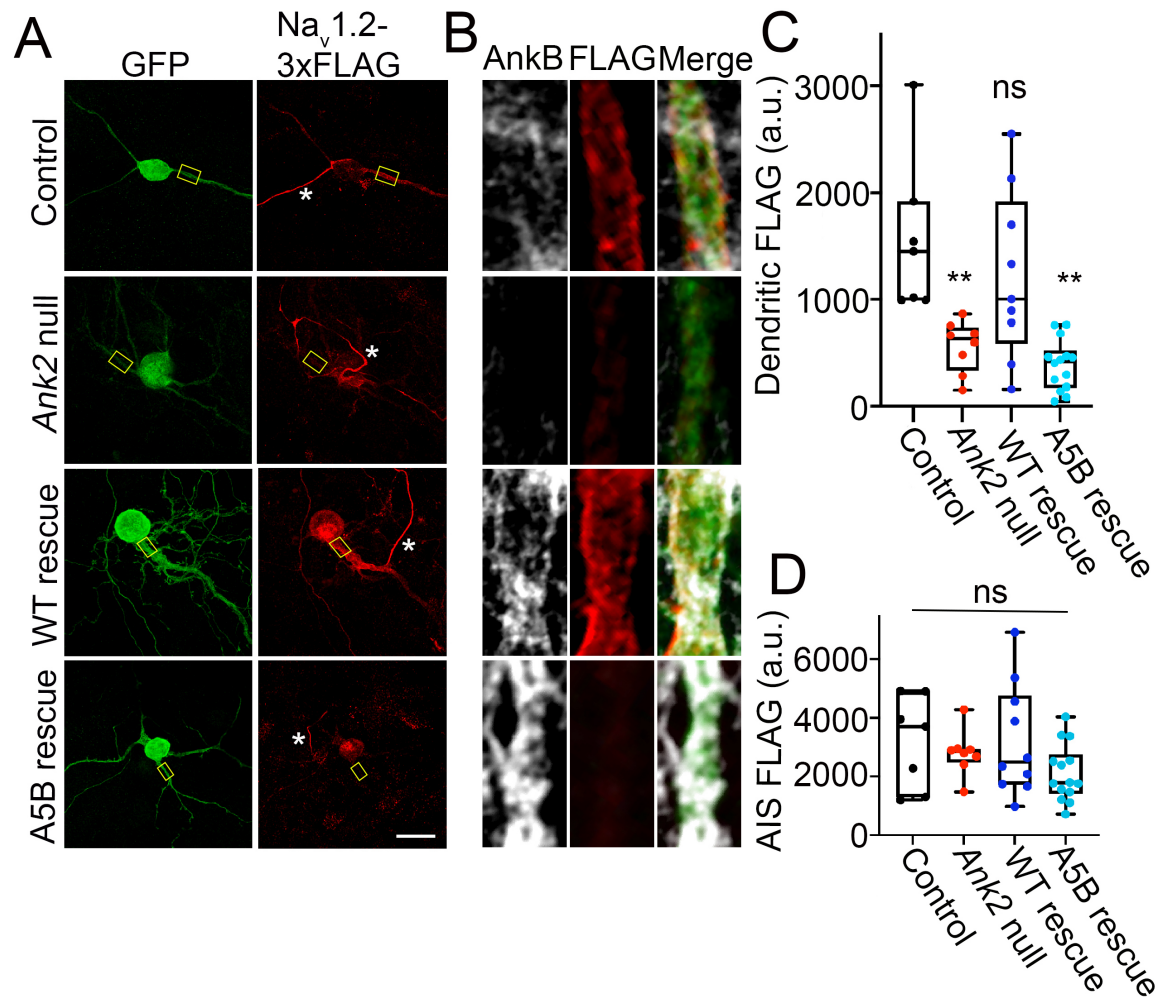 A
GFP
Nav1.2-
3xFLAG
Control
Ank2 null
WT rescue
A5B rescue
*
*
*
*
B
AnkB FLAG Merge
C
Dendritic FLAG (a.u.)
3000
2000
1000
0
ns
**
**
Control
Ank2 null
WT rescue
A5B rescue
D
AIS FLAG (a.u.)
6000
4000
2000
0
ns
Control
Ank2 null
WT rescue
A5B rescue